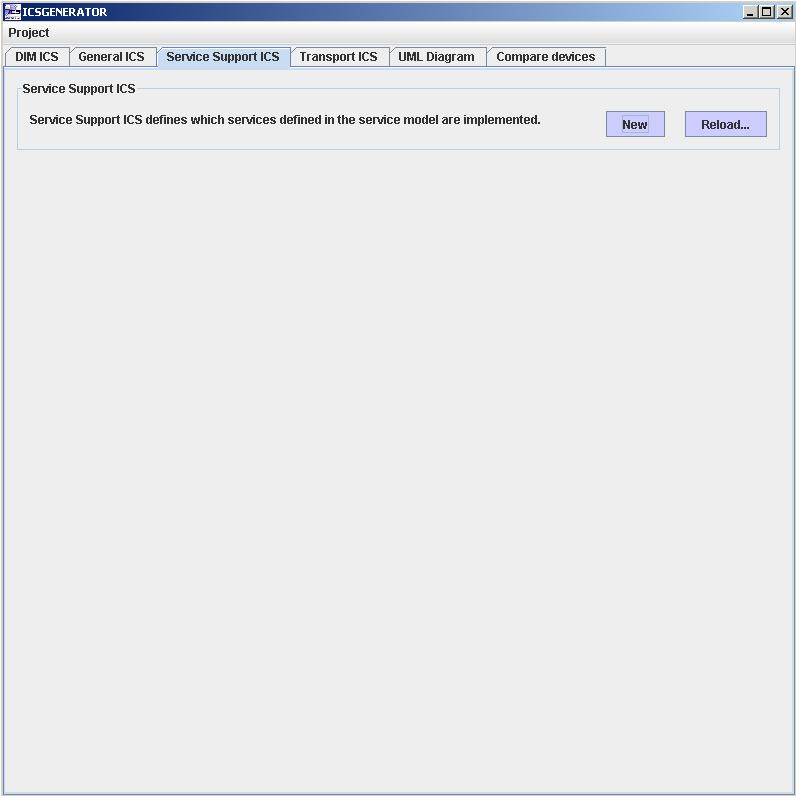 ICSGENERATOR
Project
DIM ICS General ICS Service Support ICS Transport ICS UML Diagram Compare devices
Service Support ICS
Service Support ICS defines which services defined in the service model are implemented. New Reload...